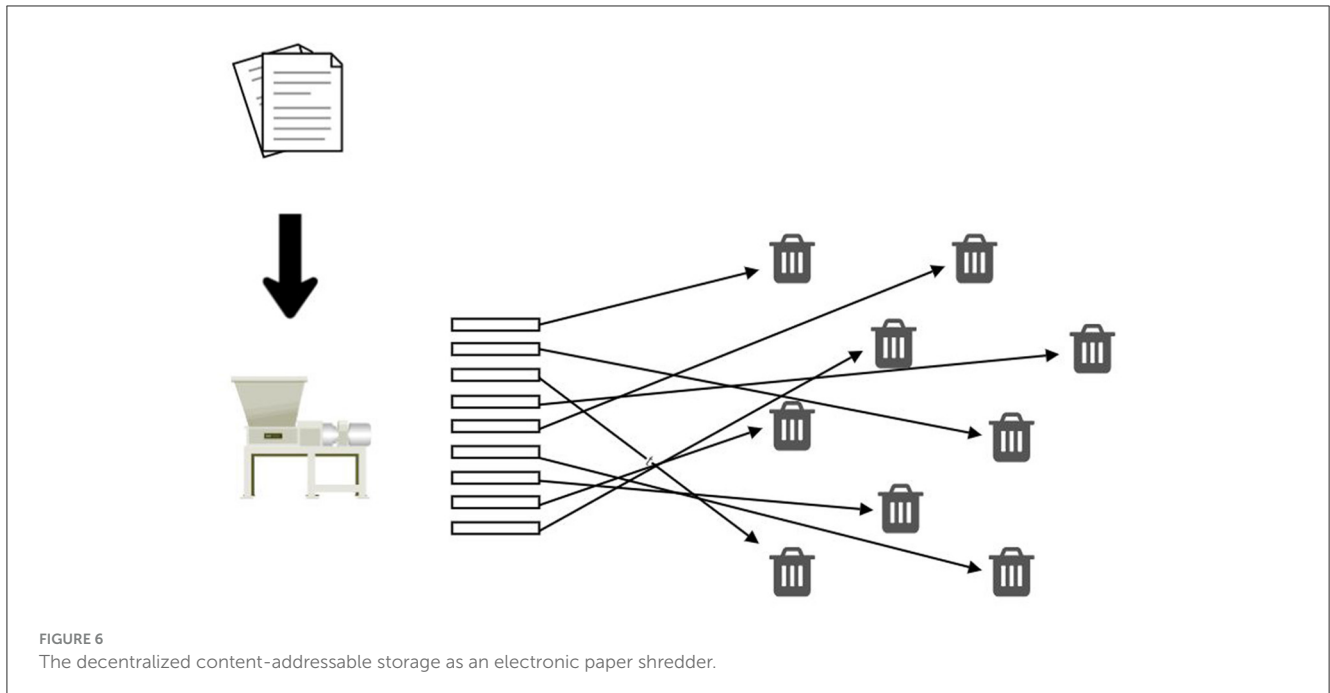 FIGURE 6
The decentralized content-addressable storage as an electronic paper shredder.